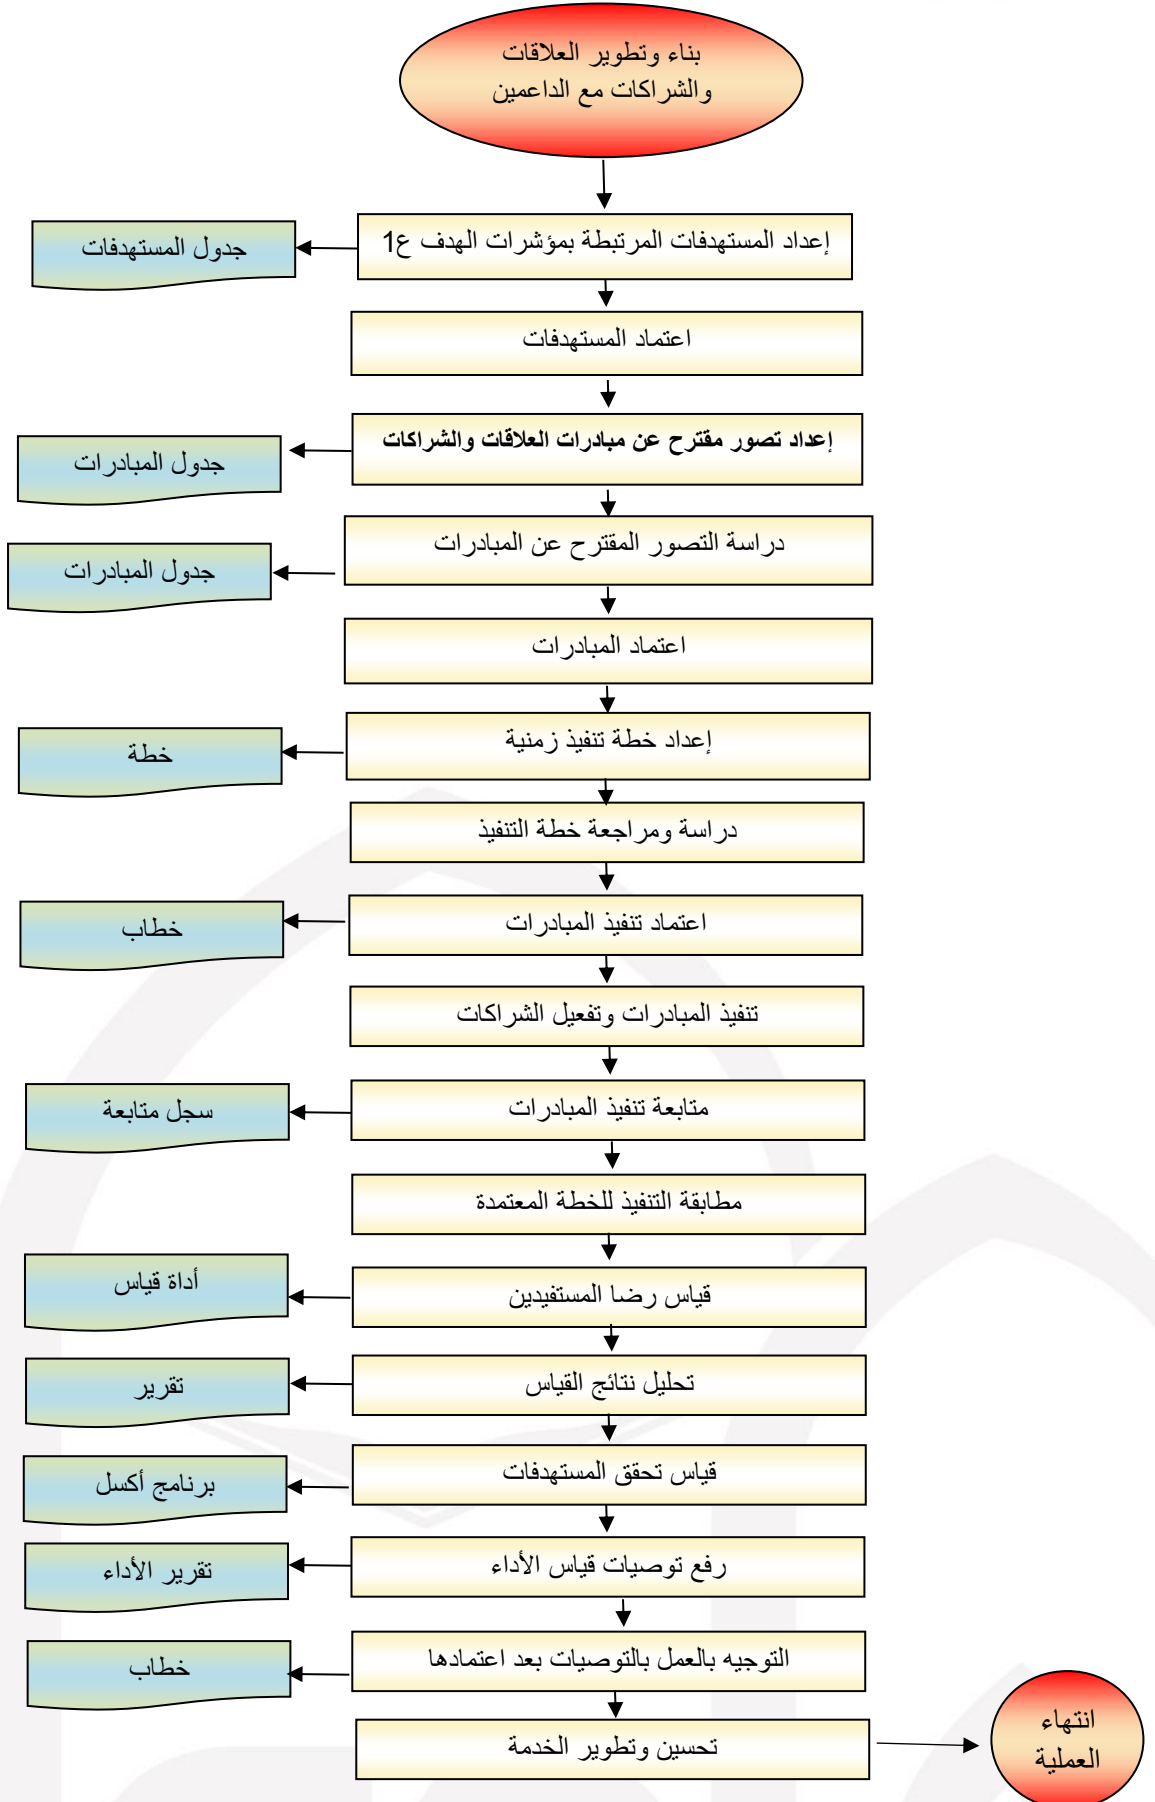 بناء وتطوير العلاقات
والشراكات مع الداعمين
إعداد المستهدفات المرتبطة بمؤشرات الهدف ع1
جدول المستهدفات
اعتماد المستهدفات
إعداد تصور مقترح عن مبادرات العلاقات والشراكات
جدول المبادرات
دراسة التصور المقترح عن المبادرات
جدول المبادرات
اعتماد المبادرات
إعداد خطة تنفيذ زمنية
خطة
دراسة ومراجعة خطة التنفيذ
اعتماد تنفيذ المبادرات
خطاب
تنفيذ المبادرات وتفعيل الشراكات
متابعة تنفيذ المبادرات
سجل متابعة
مطابقة التنفيذ للخطة المعتمدة
قياس رضا المستفيدين
أداة قياس
تحليل نتائج القياس
تقرير
قياس تحقق المستهدفات
برنامج أكسل
رفع توصيات قياس الأداء
تقرير الأداء
التوجيه بالعمل بالتوصيات بعد اعتمادها
خطاب
تحسين وتطوير الخدمة
انتهاء
العملية